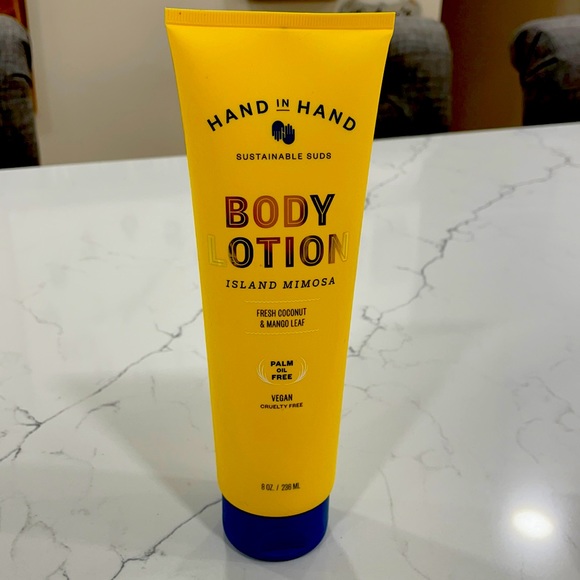 HAND IN HAND
SUSTAINABLE SUDS
BODY
LOTION
ISLAND MIMOSA
FRESH COCONUT
& MANGO LEAF
PALM
OIL
FREE
VEGAN
CRUELTY FREE
8 OZ. / 236 ML